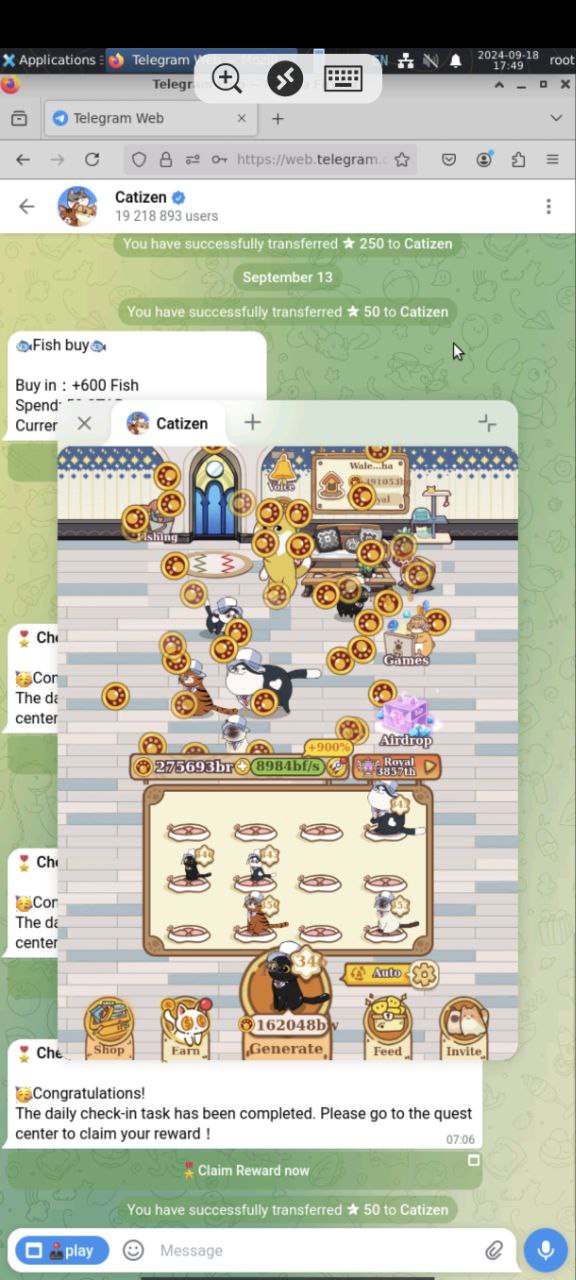 Applications
Telegram Web
EN
2024-09-18
17:49
root
Telegram Web
https://web.telegram.
Catizen
19 218 893 users
You have successfully transferred ★ 250 to Catizen
September 13
You have successfully transferred ★ 50 to Catizen
🐟Fish buy🐟
Buy in：+600 Fish
Spend
Curren
Catizen
Wale...ha
Voice
Fishing
Games
Airdrop
+900%
275693br
8984bf/s
Royal
3857th
Auto
162048bw
Shop
Earn
Generate
Feed
Invite
🎖️ Che
🥳Con
The da
center
🎖️ Che
🥳Con
The da
center
🎖️ Che
🥳Congratulations!
The daily check-in task has been completed. Please go to the quest
center to claim your reward！
07:06
🎖️Claim Reward now
You have successfully transferred ★ 50 to Catizen
🕹️play
Message